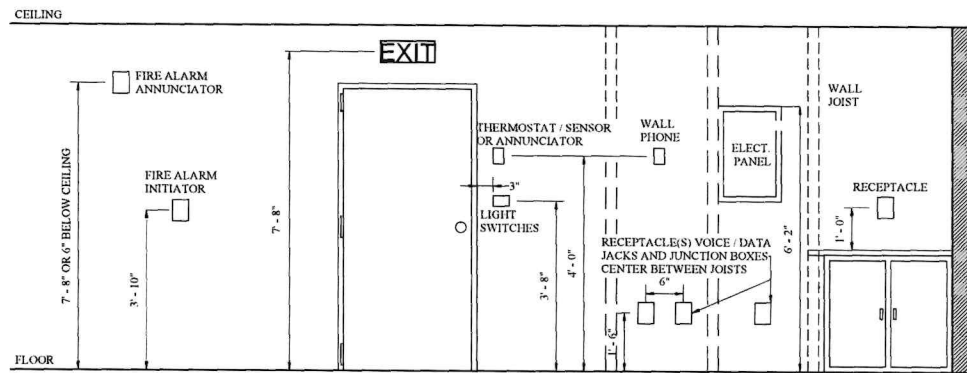 CEILING
EXIT
FIRE ALARM
ANNUNCIATOR
WALL
JOIST
THERMOSTAT / SENSOR
OR ANNUNCIATOR
WALL
PHONE
ELECT.
PANEL
FIRE ALARM
INITIATOR
3"
RECEPTACLE
LIGHT
SWITCHES
7' - 8" OR 6" BELOW CEILING
3' - 10"
7' - 8"
3' - 8"
4' - 0"
RECEPTACLE(S) VOICE / DATA
JACKS AND JUNCTION BOXES
CENTER BETWEEN JOISTS
6"
1' - 6"
6' - 2"
1' - 0"
FLOOR